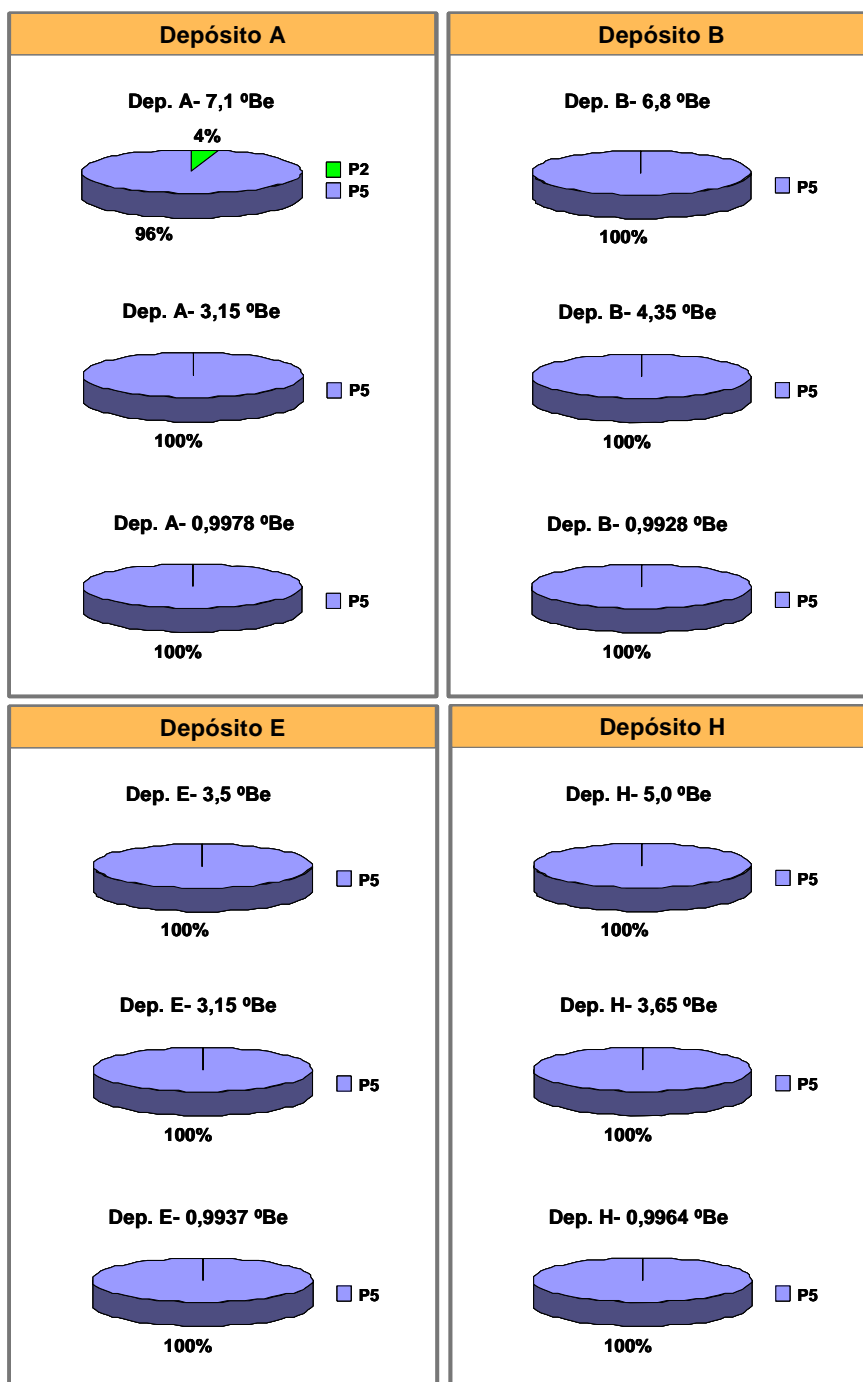 Depósito A
Dep. A- 7,1 ºBe
4%
P2
P5
96%
Dep. A- 3,15 ºBe
P5
100%
Dep. A- 0,9978 ºBe
P5
100%
Depósito B
Dep. B- 6,8 ºBe
P5
100%
Dep. B- 4,35 ºBe
P5
100%
Dep. B- 0,9928 ºBe
P5
100%
Depósito E
Dep. E- 3,5 ºBe
P5
100%
Dep. E- 3,15 ºBe
P5
100%
Dep. E- 0,9937 ºBe
P5
100%
Depósito H
Dep. H- 5,0 ºBe
P5
100%
Dep. H- 3,65 ºBe
P5
100%
Dep. H- 0,9964 ºBe
P5
100%